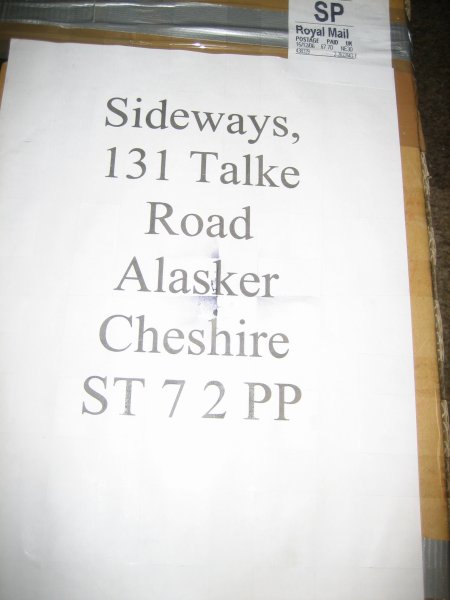 SP
Royal Mail
POSTAGE PAID UK
Sideways,
131 Talke
Road
Alasker
Cheshire
ST 7 2 PP